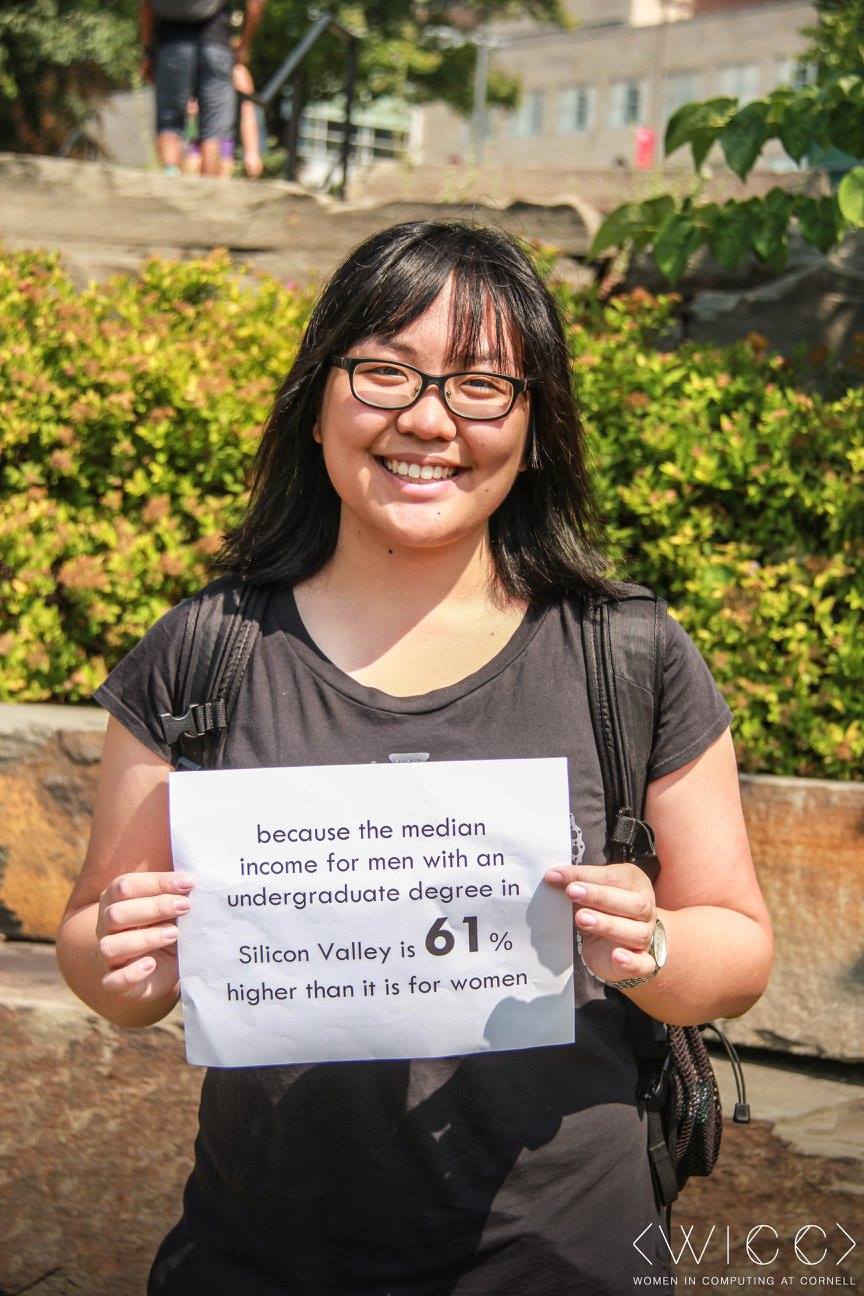 because the median
income for men with an
undergraduate degree in
Silicon Valley is 61%
higher than it is for women
<WICC>
WOMEN IN COMPUTING AT CORNELL